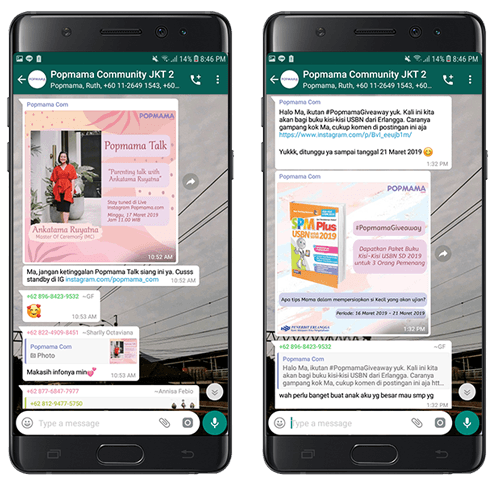 14% 8:46 PM
Popmama Community JKT 2
Popmama, Ruth, +60 11-2649 1543, +60...
Popmama Com
POPMAMA
Popmama Talk
"Parenting talk with
Ankatama Ruyatna"
Stay tuned di Live
Instagram Popmama.com
Minggu, 17 Maret 2019
Jam 11.00 WIB
Ankatama Ruyatna
Master Of Ceremony (MC)
10:52 AM
Ma, jangan ketinggalan Popmama Talk siang ini ya. Cusss
standby di IG instagram.com/popmama_com
10:52 AM
+62 896-8423-9532 ~GF
10:53 AM
+62 822-4909-8451 ~Sharlly Octavians
Popmama Com
Photo
Makasih infonya min
10:53 AM
+62 877-6847-7977 ~Annisa Febio
+62 812-9477-5750
Type a message
14% 8:46 PM
Popmama Community JKT 2
Popmama, Ruth, +60 11-2649 1543, +60...
Popmama Com
Halo Ma, ikutan #PopmamaGiveaway yuk. Kali ini kita
akan bagi buku kisi-kisi USBN dari Erlangga. Caranya
gampang kok Ma, cukup komen di postingan ini aja
https://www.instagram.com/p/Bvl_eeujb1m/
Yukkk, ditunggu ya sampai tanggal 21 Maret 2019
1:32 PM
Popmama Com
POPMAMA
SPM Plus
USBN
#PopmamaGiveaway
Dapatkan Paket Buku
Kisi-Kisi USBN SD 2019
untuk 3 Orang Pemenang
Apa tips Mama dalam mempersiapkan si Kecil yang akan ujian?
Periode: 16 Maret 2019 - 21 Maret 2019
PENERBIT ERLANGGA
1:32 PM
+62 896-8423-9532 ~GF
Popmama Com
Halo Ma, ikutan #PopmamaGiveaway yuk. Kali ini kita
akan bagi buku kisi-kisi USBN dari Erlangga. Caranya
gampang kok Ma, cukup komen di postingan ini aja htt...
wah perlu banget buat anak aku yg besar mau smp yg
1:32 PM
Type a message